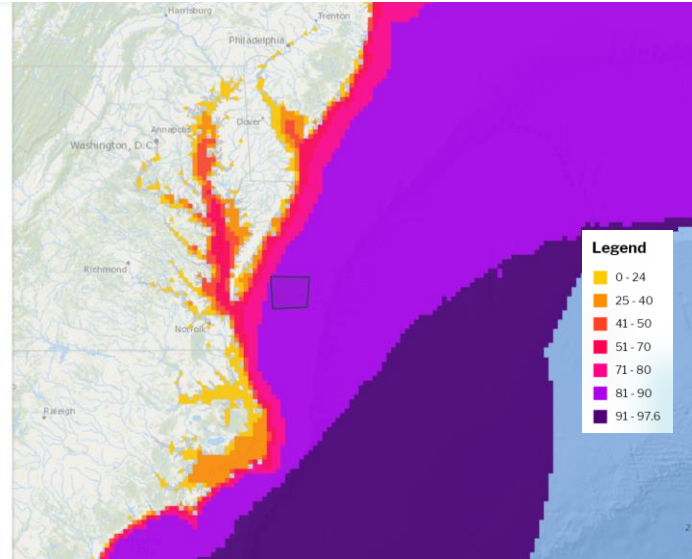 Harrisburg
Trenton
Philadelphia
Dover
Annapolis
Washington, D.C.
Richmond
Norfolk
Raleigh
Legend
0 - 24
25 - 40
41 - 50
51 - 70
71 - 80
81 - 90
91 - 97.6